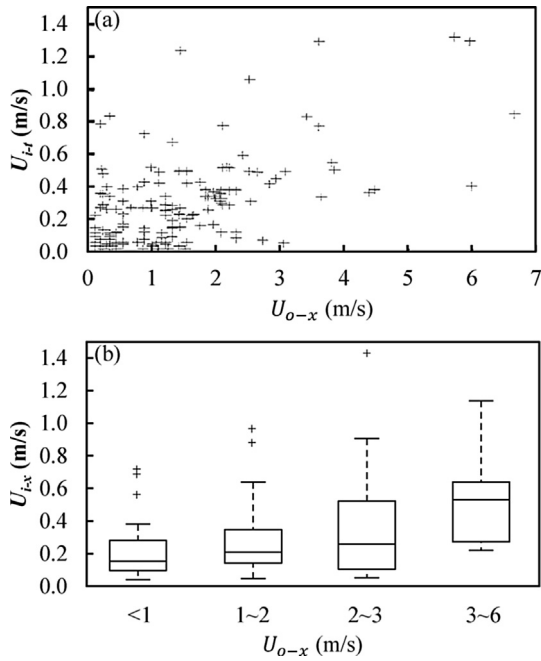 (a)
1.4
1.2
1.0
0.8
0.6
0.4
0.2
0.0
U_{i-t} (m/s)
0 1 2 3 4 5 6 7
U_{o-x} (m/s)
(b)
1.4
1.2
1.0
0.8
0.6
0.4
0.2
0.0
U_{i-x} (m/s)
<1 1~2 2~3 3~6
U_{o-x} (m/s)